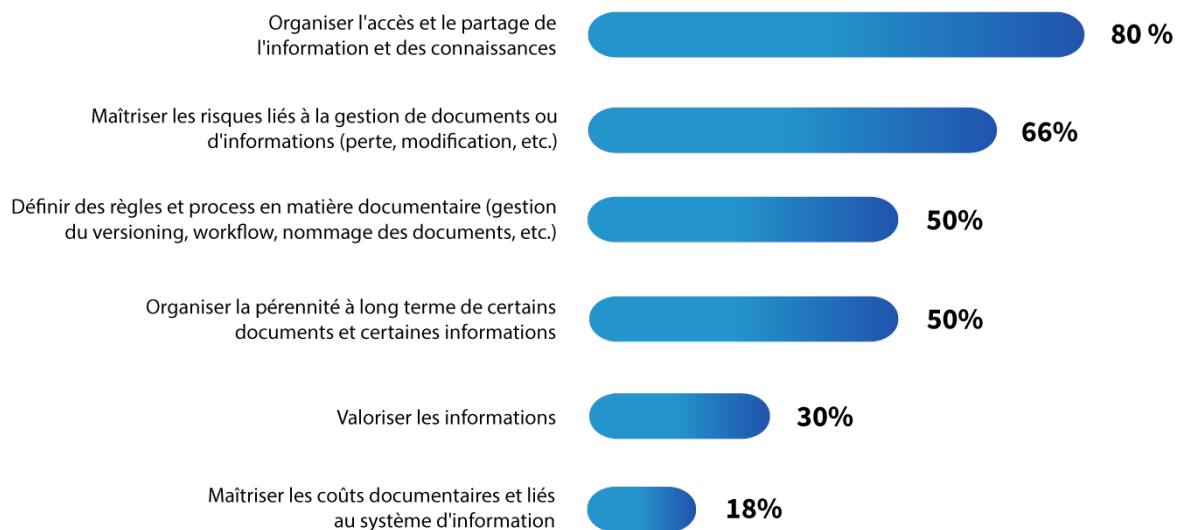 Organiser l'accès et le partage de
l'information et des connaissances
80 %
Maîtriser les risques liés à la gestion de documents ou
d'informations (perte, modification, etc.)
66%
Définir des règles et process en matière documentaire (gestion
du versioning, workflow, nommage des documents, etc.)
50%
Organiser la pérennité à long terme de certains
documents et certaines informations
50%
Valoriser les informations
30%
Maîtriser les coûts documentaires et liés
au système d'information
18%